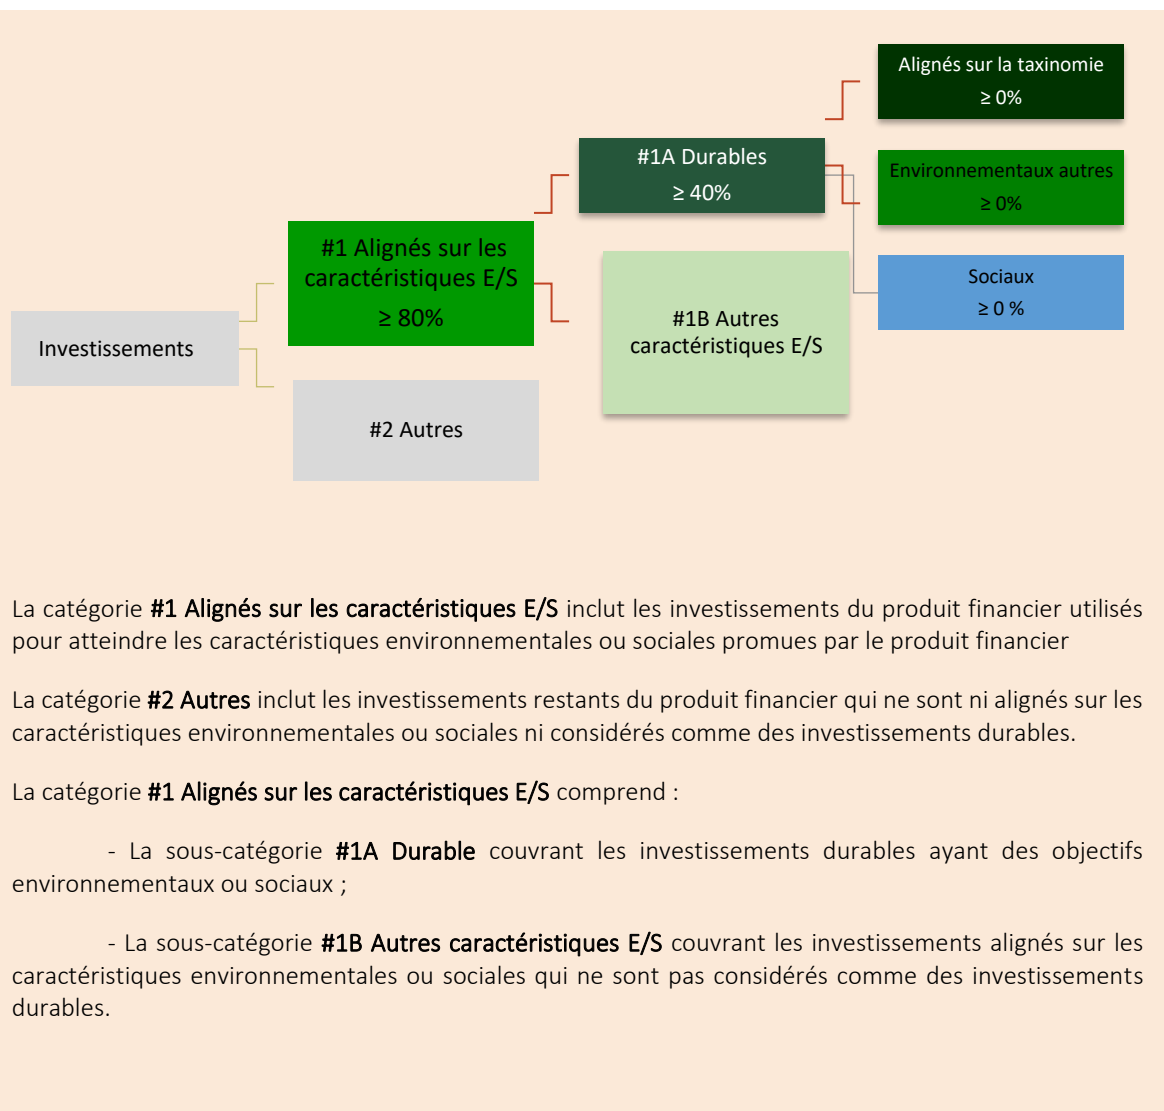 Alignés sur la taxinomie
≥ 0%
#1A Durables
≥ 40%
Environnementaux autres
≥ 0%
#1 Alignés sur les
caractéristiques E/S
≥ 80%
Sociaux
≥ 0 %
#1B Autres
caractéristiques E/S
Investissements
#2 Autres
La catégorie #1 Alignés sur les caractéristiques E/S inclut les investissements du produit financier utilisés
pour atteindre les caractéristiques environnementales ou sociales promues par le produit financier
La catégorie #2 Autres inclut les investissements restants du produit financier qui ne sont ni alignés sur les
caractéristiques environnementales ou sociales ni considérés comme des investissements durables.
La catégorie #1 Alignés sur les caractéristiques E/S comprend :
- La sous-catégorie #1A Durable couvrant les investissements durables ayant des objectifs
environnementaux ou sociaux ;
- La sous-catégorie #1B Autres caractéristiques E/S couvrant les investissements alignés sur les
caractéristiques environnementales ou sociales qui ne sont pas considérés comme des investissements
durables.